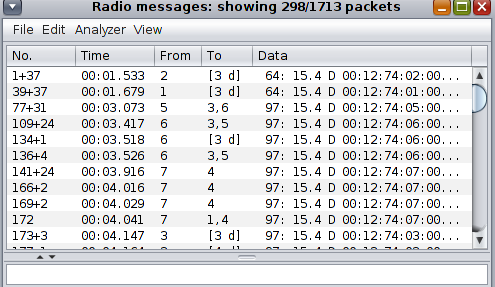 Radio messages: showing 298/1713 packets
File Edit Analyzer View
No. Time From To Data
1+37 00:01.533 2 [3 d] 64: 15.4 D 00:12:74:02:00...
39+37 00:01.679 1 [3 d] 64: 15.4 D 00:12:74:01:00...
77+31 00:03.073 5 3,6 97: 15.4 D 00:12:74:05:00...
109+24 00:03.417 6 3,5 97: 15.4 D 00:12:74:06:00...
134+1 00:03.518 6 [3 d] 97: 15.4 D 00:12:74:06:00...
136+4 00:03.526 6 3,5 97: 15.4 D 00:12:74:06:00...
141+24 00:03.916 7 4 97: 15.4 D 00:12:74:07:00...
166+2 00:04.016 7 4 97: 15.4 D 00:12:74:07:00...
169+2 00:04.029 7 4 97: 15.4 D 00:12:74:07:00...
172 00:04.041 7 1,4 97: 15.4 D 00:12:74:07:00...
173+3 00:04.147 3 [3 d] 97: 15.4 D 00:12:74:03:00...